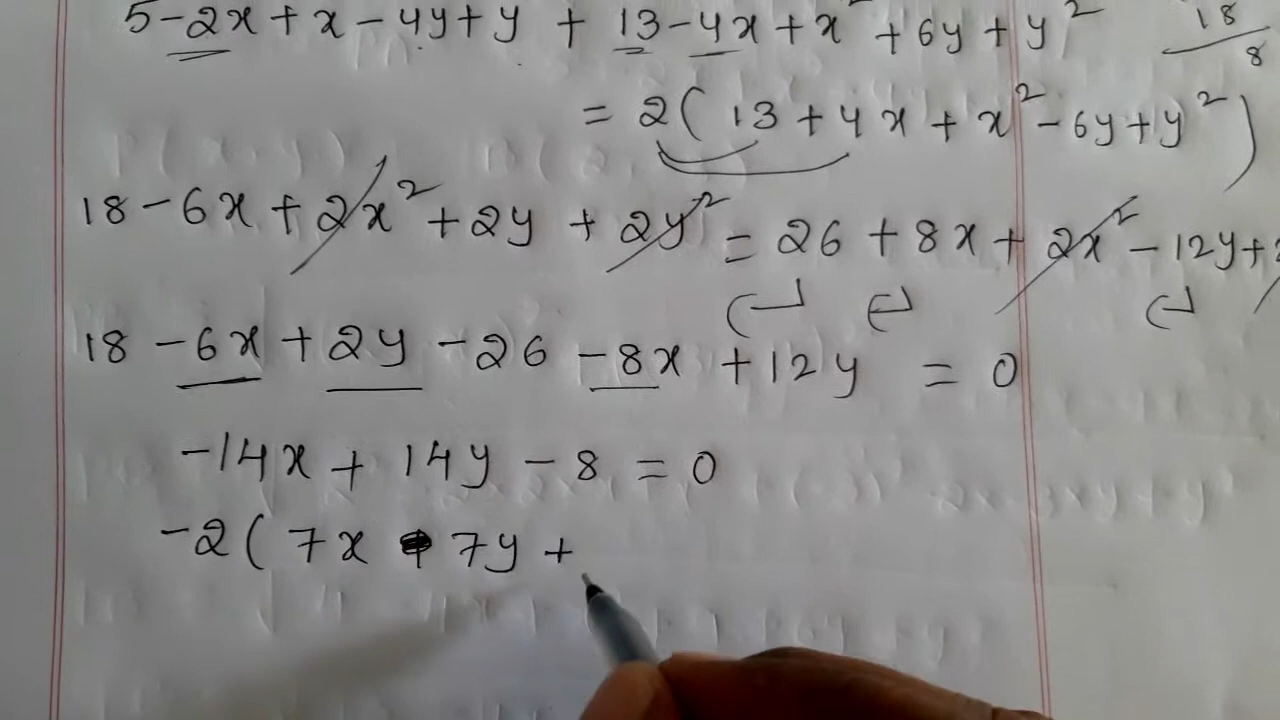 5 - 2x + x - 4y + y + 13 - 4x + x² + 6y + y²
18
8
= 2( 13 + 4x + x² - 6y + y² )
18 - 6x + 2x² + 2y + 2y² = 26 + 8x + 2x² - 12y +
18 - 6x + 2y - 26 - 8x + 12y = 0
-14x + 14y - 8 = 0
-2( 7x 7y +